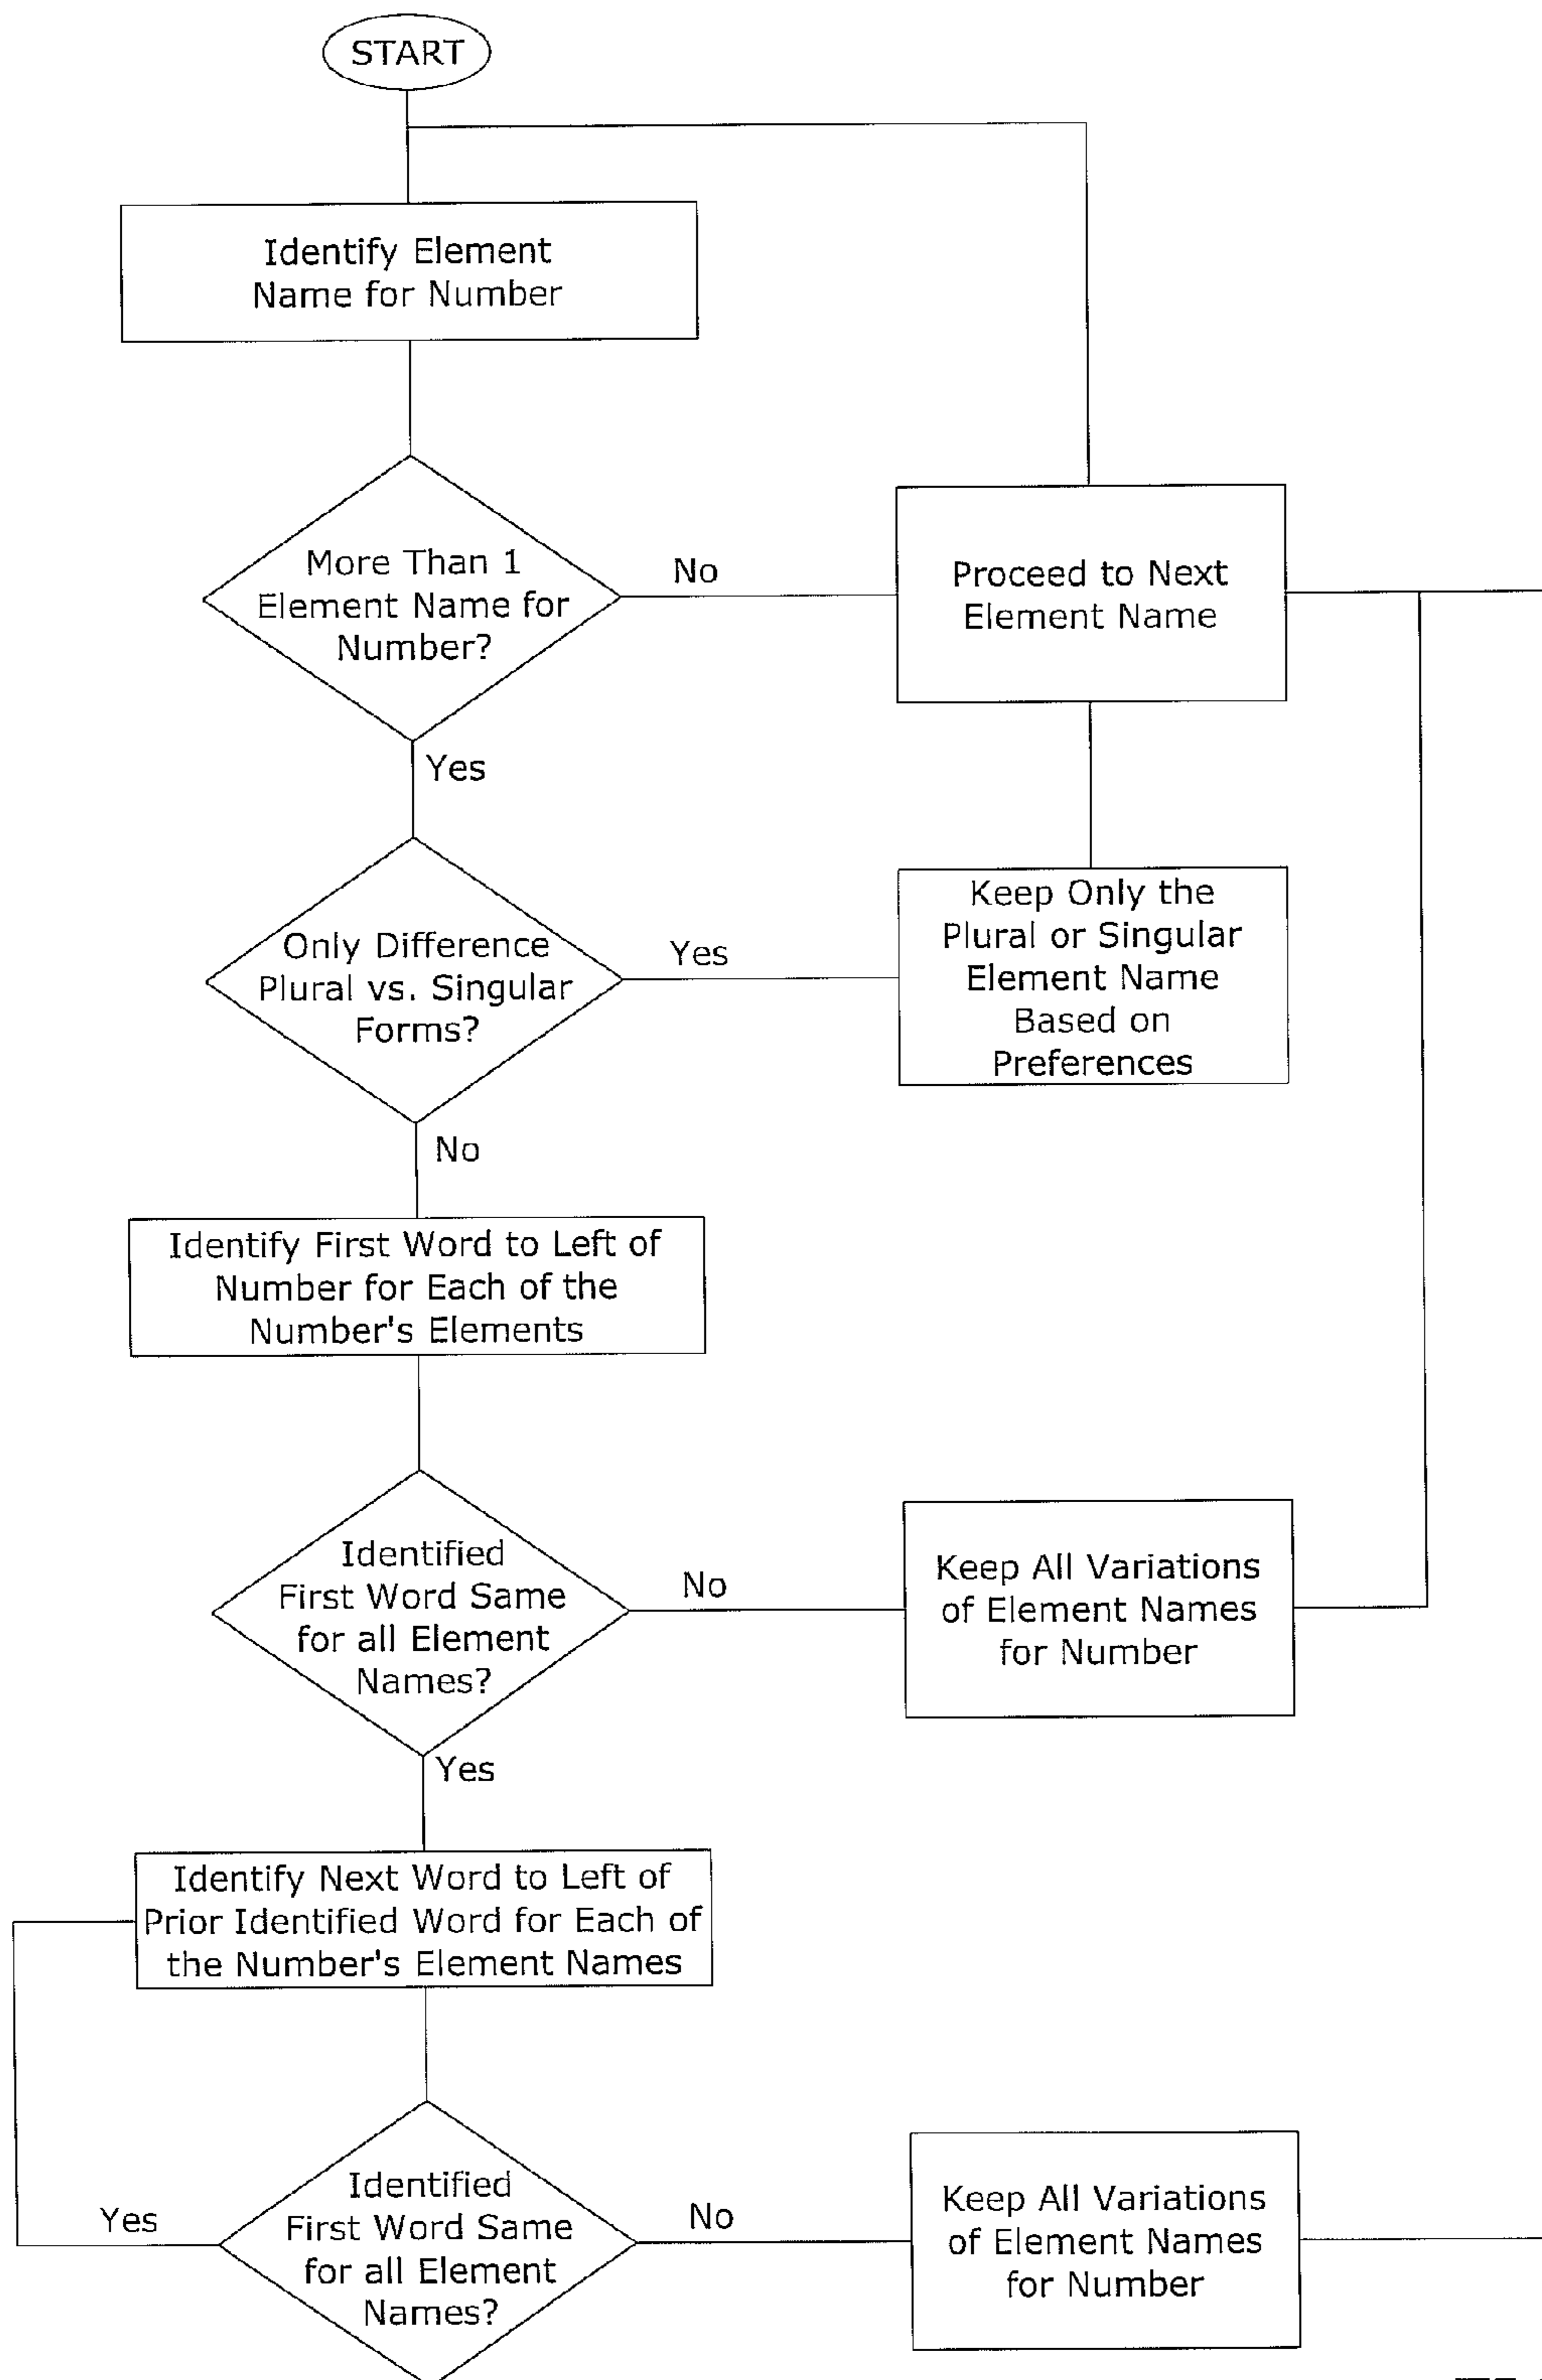 START
Identify Element
Name for Number
More Than 1
Element Name for
Number?
No
Proceed to Next
Element Name
Yes
Only Difference
Plural vs. Singular
Forms?
Yes
Keep Only the
Plural or Singular
Element Name
Based on
Preferences
No
Identify First Word to Left of
Number for Each of the
Number's Elements
Identified
First Word Same
for all Element
Names?
No
Keep All Variations
of Element Names
for Number
Yes
Identify Next Word to Left of
Prior Identified Word for Each of
the Number's Element Names
Yes
Identified
First Word Same
for all Element
Names?
No
Keep All Variations
of Element Names
for Number